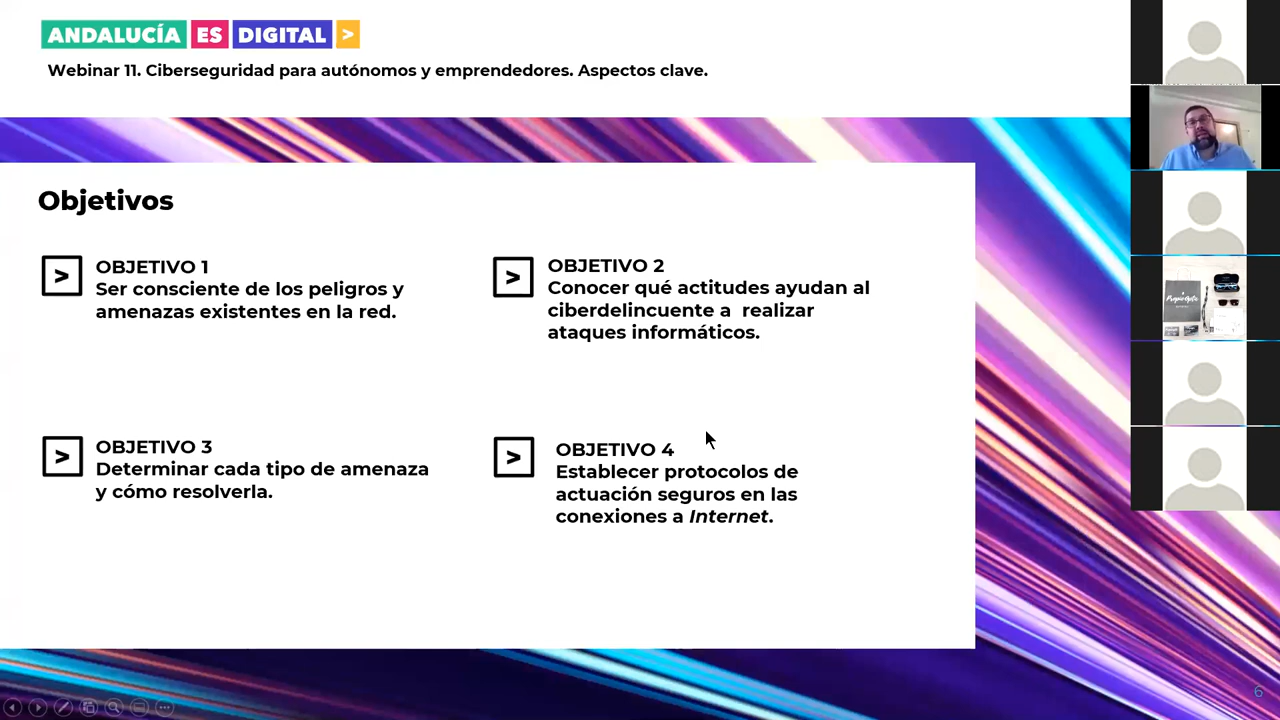 ANDALUCÍA ES DIGITAL >
Webinar 11. Ciberseguridad para autónomos y emprendedores. Aspectos clave.
Objetivos
> OBJETIVO 1
Ser consciente de los peligros y
amenazas existentes en la red.
> OBJETIVO 2
Conocer qué actitudes ayudan al
ciberdelincuente a  realizar
ataques informáticos.
> OBJETIVO 3
Determinar cada tipo de amenaza
y cómo resolverla.
> OBJETIVO 4
Establecer protocolos de
actuación seguros en las
conexiones a Internet.
6